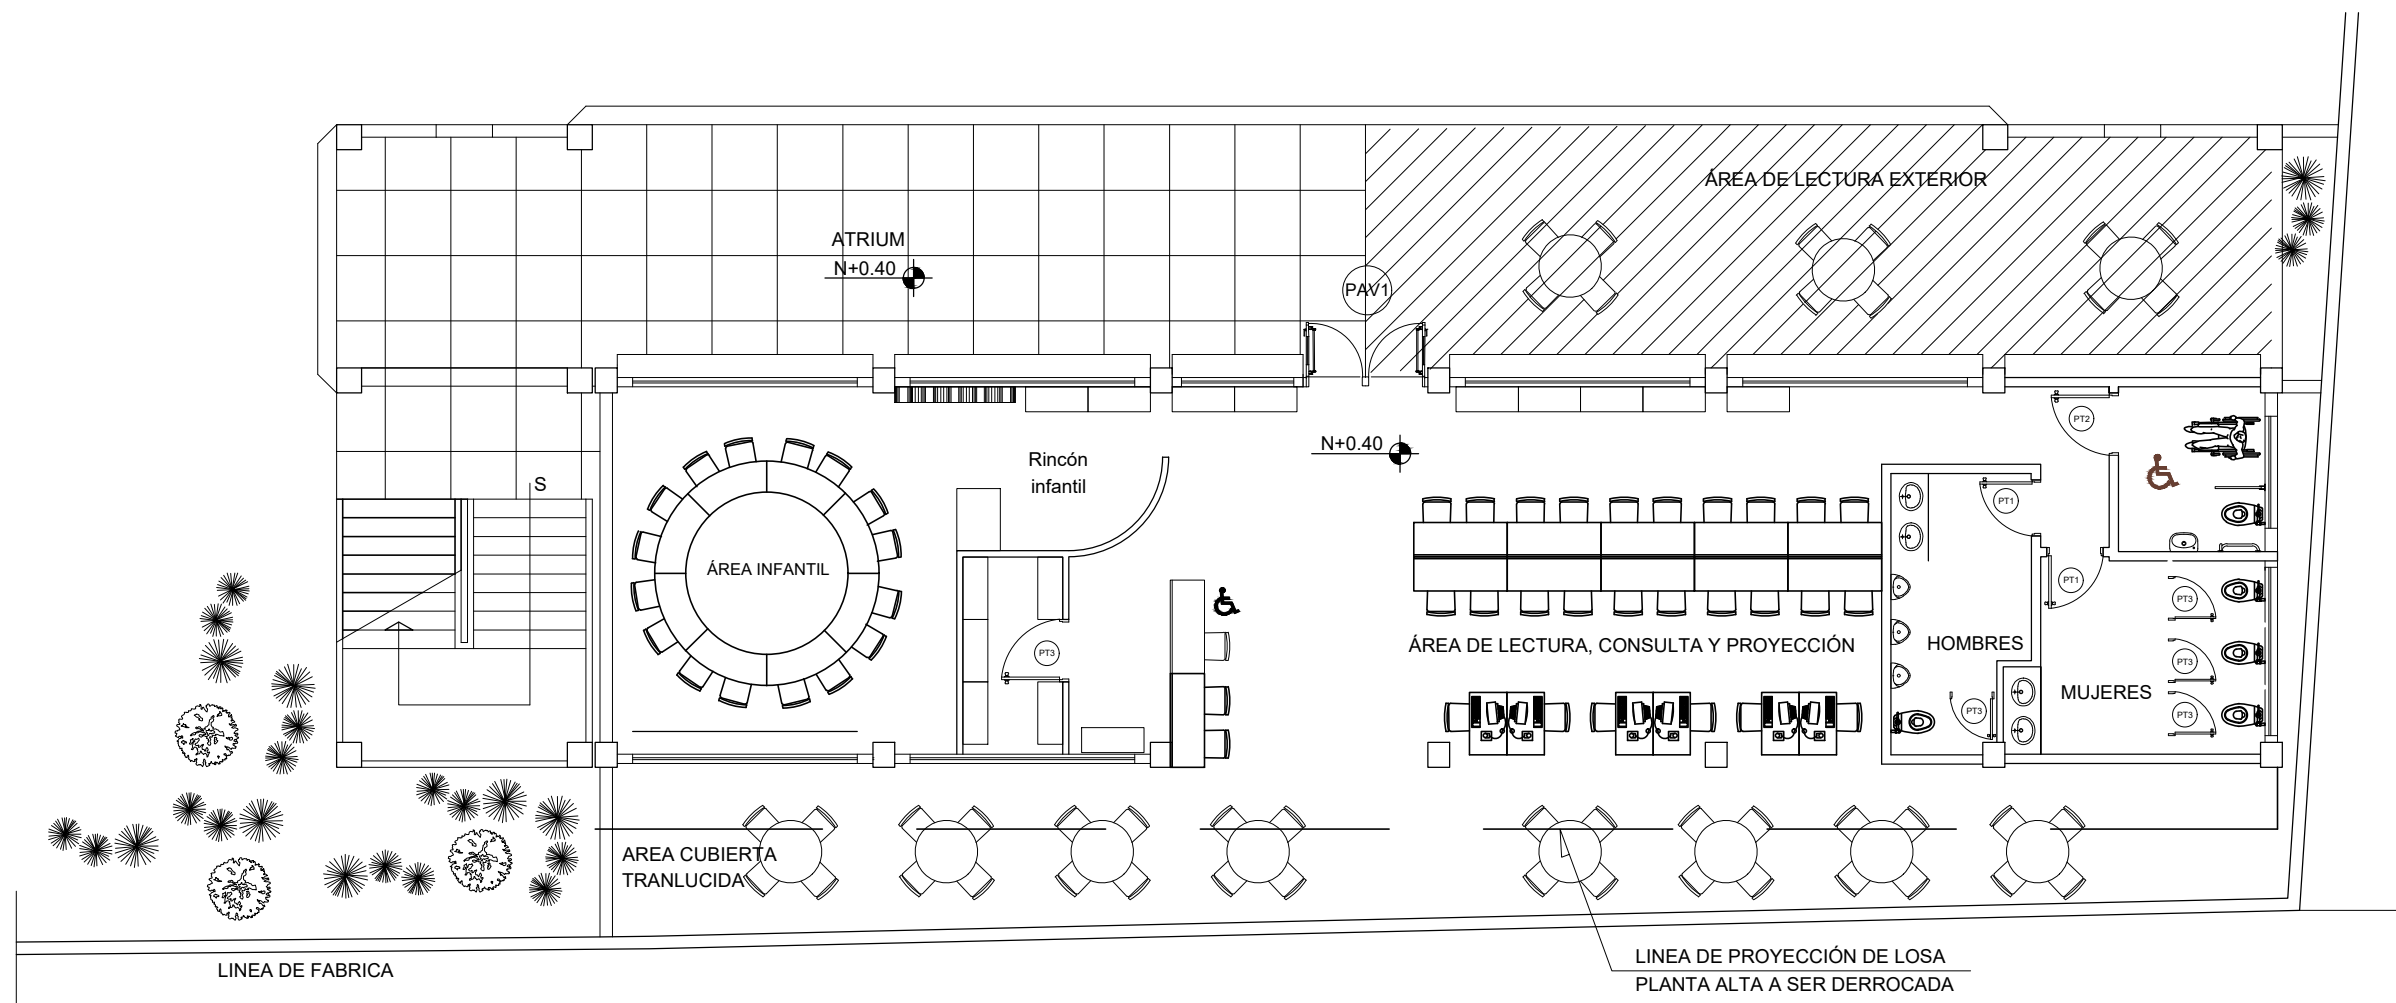 ÁREA DE LECTURA EXTERIOR
ATRIUM
N+0.40
PAV1
PT2
N+0.40
Rincón
infantil
S
PT1
ÁREA INFANTIL
PT1
PT3
ÁREA DE LECTURA, CONSULTA Y PROYECCIÓN
HOMBRES
PT3
PT3
MUJERES
PT3
PT3
AREA CUBIERTA
TRANLUCIDA
LINEA DE PROYECCIÓN DE LOSA
PLANTA ALTA A SER DERROCADA
LINEA DE FABRICA